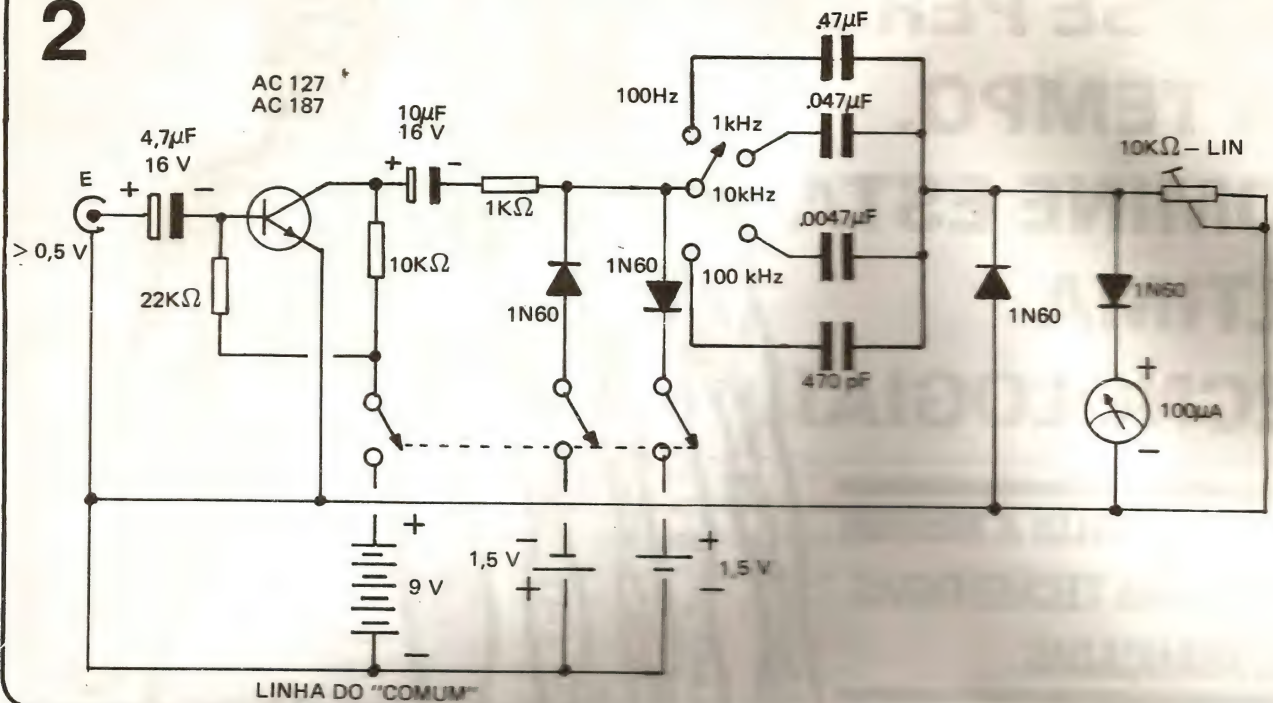 2
AC 127
AC 187
4,7µF
16 V
E
+
-
> 0,5 V
22KΩ
10KΩ
10µF
16 V
+
-
1KΩ
1N60
1N60
100Hz
1kHz
10kHz
100 kHz
.47µF
.047µF
.0047µF
470 pF
10KΩ – LIN
1N60
1N60
+
100µA
-
+
9 V
-
-
1,5 V
+
+
1,5 V
-
LINHA DO "COMUM"